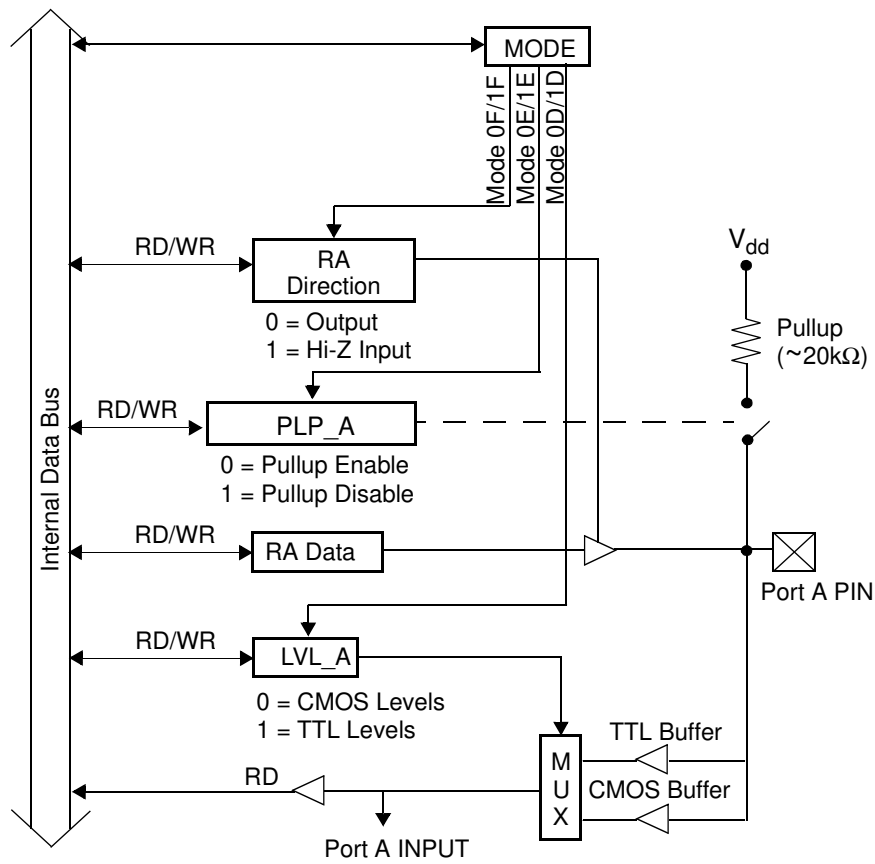 MODE
Mode 0F/1F
Mode 0E/1E
Mode 0D/1D
RD/WR
RA
Direction
0 = Output
1 = Hi-Z Input
Vdd
Pullup
(~20kΩ)
Internal Data Bus
RD/WR
PLP_A
0 = Pullup Enable
1 = Pullup Disable
RD/WR
RA Data
Port A PIN
RD/WR
LVL_A
0 = CMOS Levels
1 = TTL Levels
TTL Buffer
M
U
X
CMOS Buffer
RD
Port A INPUT